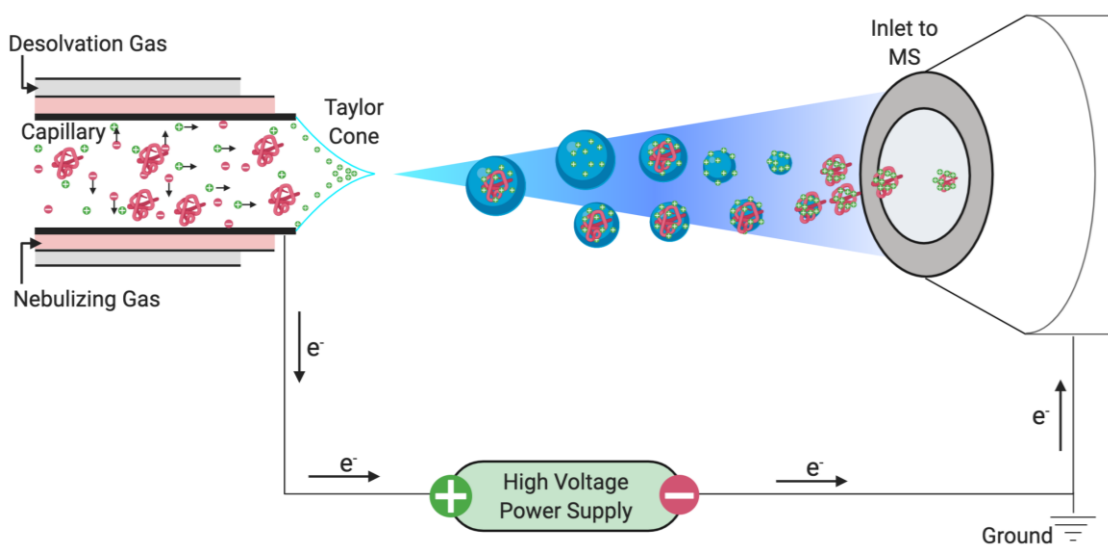 Desolvation Gas
Capillary
Nebulizing Gas
Taylor
Cone
Inlet to
MS
e-
e-
High Voltage
Power Supply
e-
e-
Ground